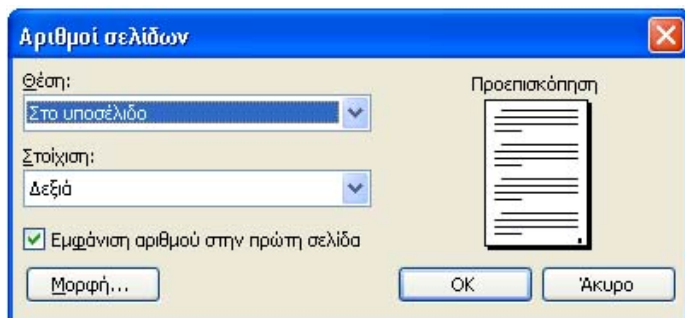 Αριθμοί σελίδων
Θέση:
Στο υποσέλιδο
Στοίχιση:
Δεξιά
Εμφάνιση αριθμού στην πρώτη σελίδα
Μορφή...
Προεπισκόπηση
OK
Άκυρο